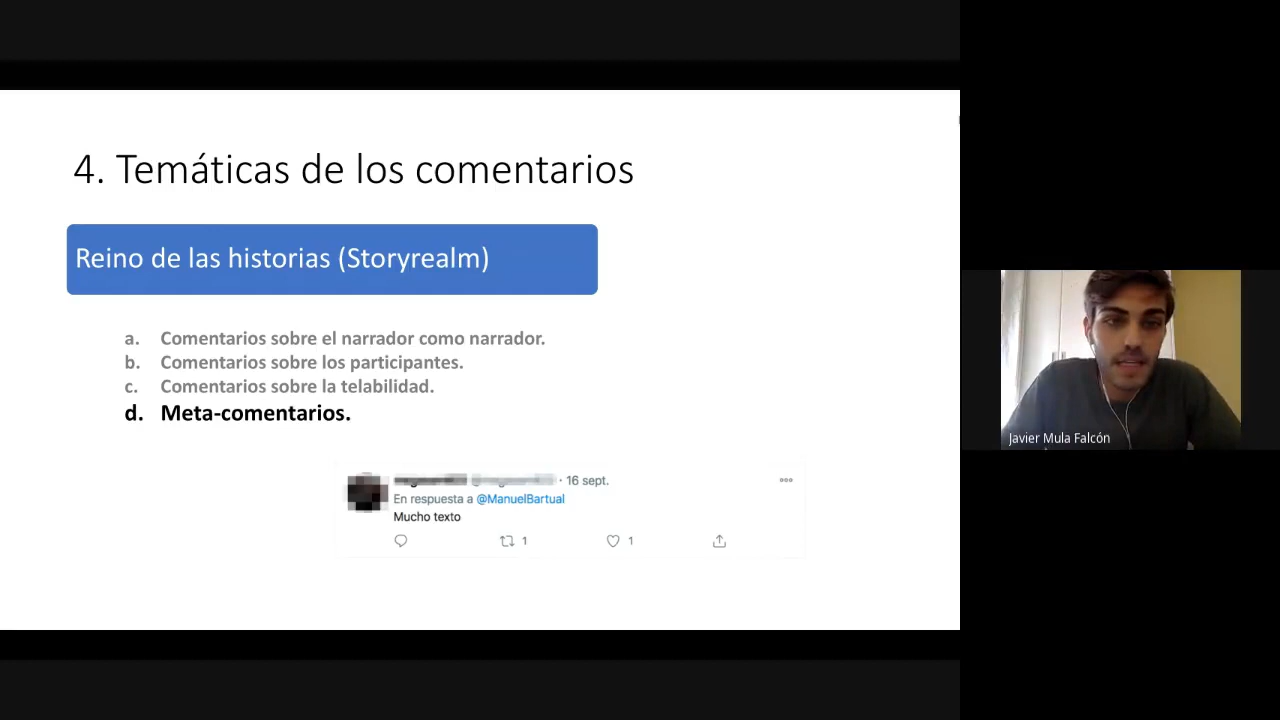 4. Temáticas de los comentarios
Reino de las historias (Storyrealm)
a. Comentarios sobre el narrador como narrador.
b. Comentarios sobre los participantes.
c. Comentarios sobre la telabilidad.
d. Meta-comentarios.
· 16 sept.
En respuesta a @ManuelBartual
Mucho texto
1 1
Javier Mula Falcón